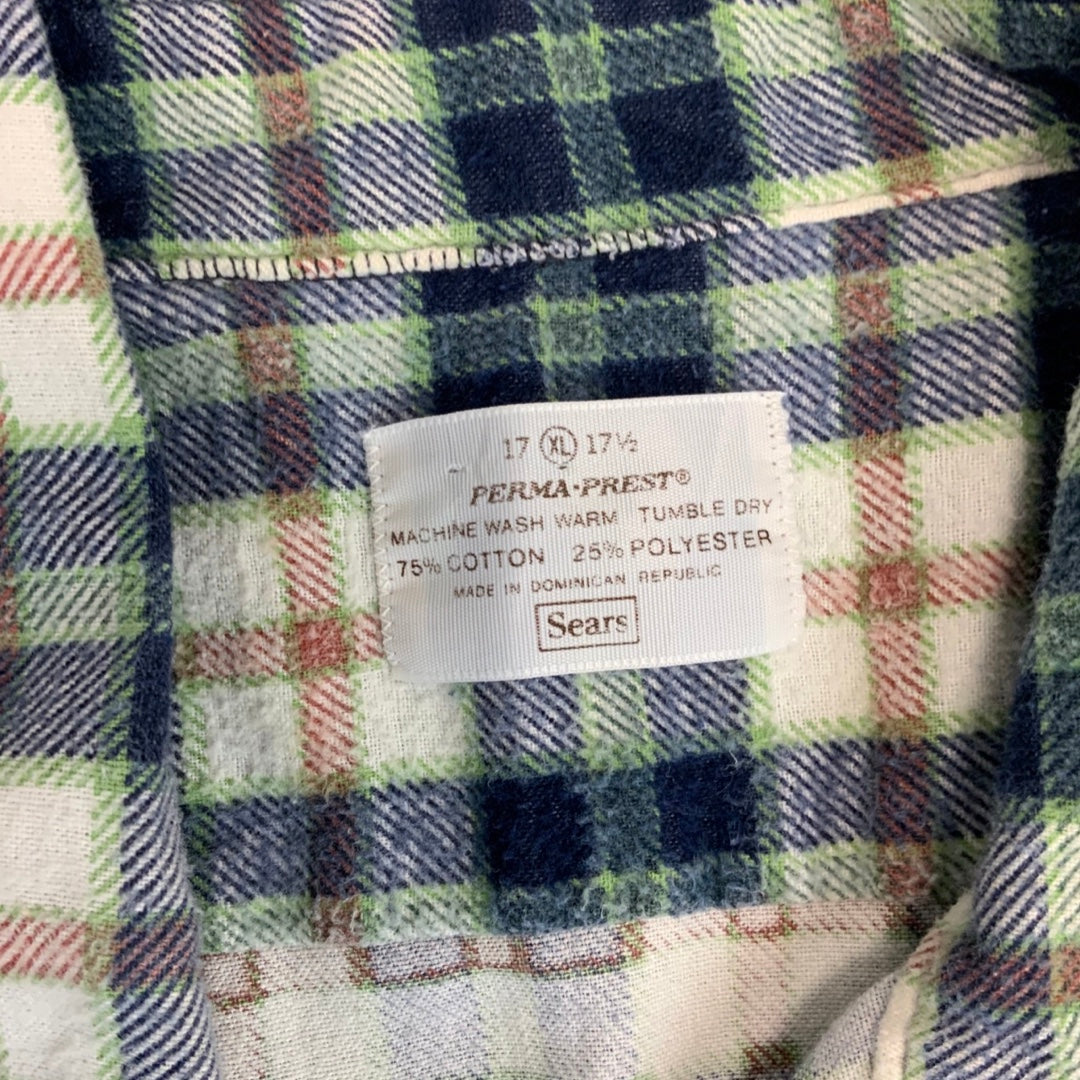 17 XL 17½
PERMA·PREST®
MACHINE WASH WARM TUMBLE DRY
75% COTTON 25% POLYESTER
MADE IN DOMINICAN REPUBLIC
Sears